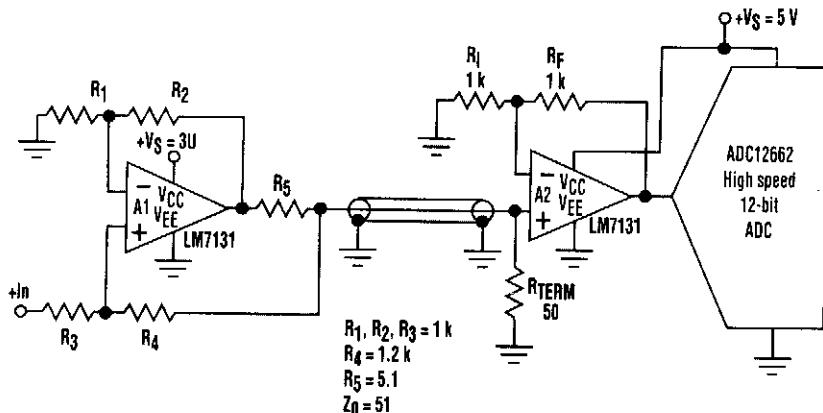 +VS = 5 V
RI
1 k
RF
1 k
R1
R2
+VS = 3U
− VCC
A1
VEE
+
LM7131
R5
− VCC
A2
VEE
+
LM7131
ADC12662
High speed
12-bit
ADC
+In
R3
R4
RTERM
50
R1, R2, R3 = 1 k
R4 = 1.2 k
R5 = 5.1
Z0 = 51